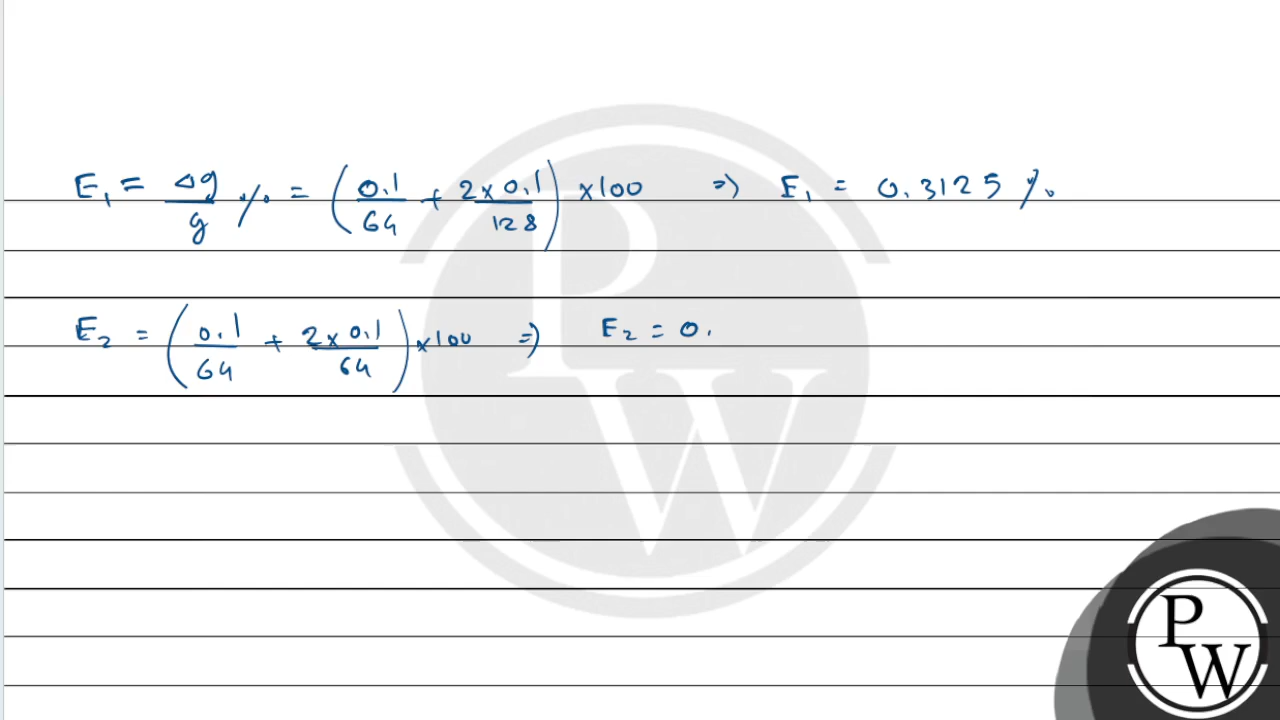 E₁ = Δg/g % = (0.1/64 + 2×0.1/128) ×100 ⇒ E₁ = 0.3125 %
E₂ = (0.1/64 + 2×0.1/64) ×100 ⇒ E₂ = 0.
P
W
P
W